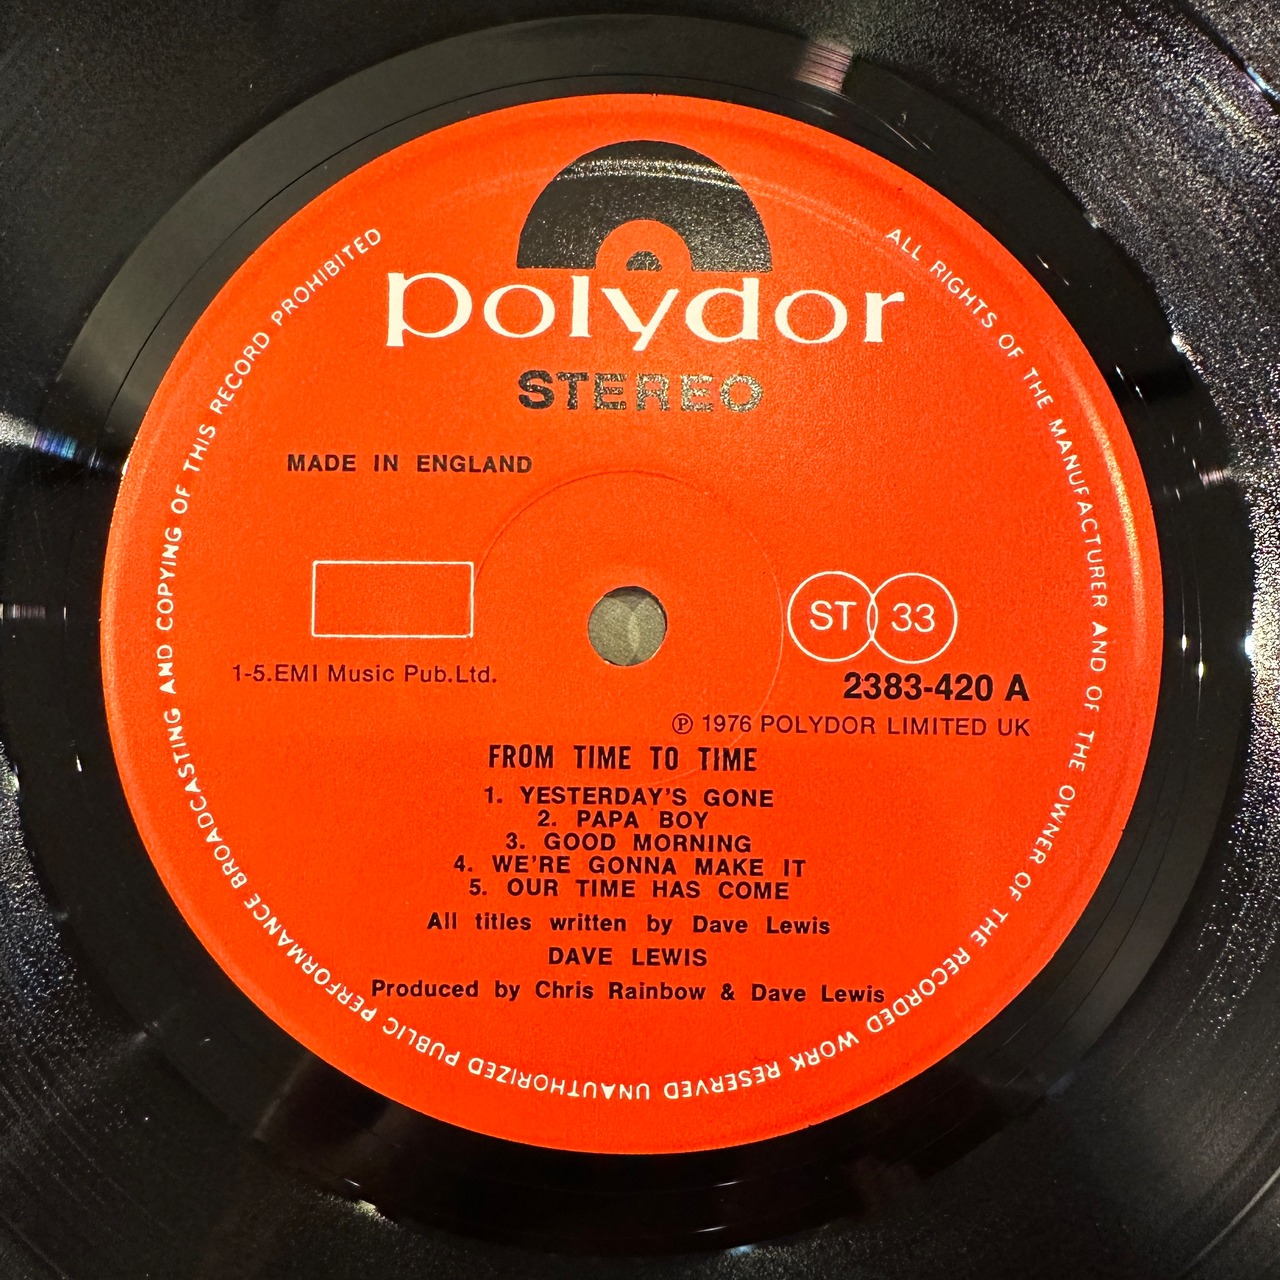 polydor
STEREO
MADE IN ENGLAND
ST 33
1-5.EMI Music Pub.Ltd.
2383-420 A
℗ 1976 POLYDOR LIMITED UK
FROM TIME TO TIME
1. YESTERDAY'S GONE
2. PAPA BOY
3. GOOD MORNING
4. WE'RE GONNA MAKE IT
5. OUR TIME HAS COME
All titles written by Dave Lewis
DAVE LEWIS
Produced by Chris Rainbow & Dave Lewis
ALL RIGHTS OF THE MANUFACTURER AND OF THE OWNER OF THE RECORDED WORK RESERVED UNAUTHORIZED PUBLIC PERFORMANCE BROADCASTING AND COPYING OF THIS RECORD PROHIBITED